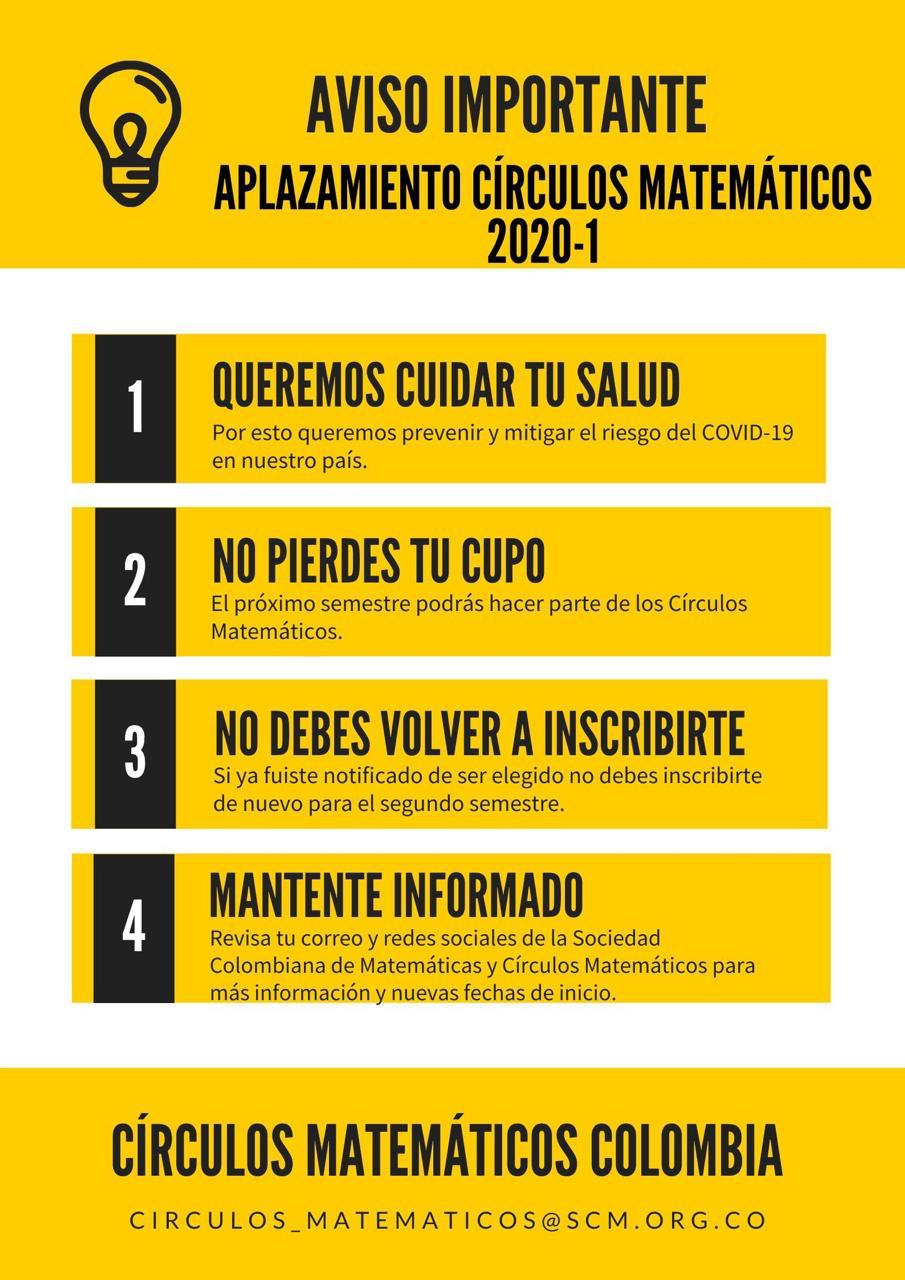 AVISO IMPORTANTE
APLAZAMIENTO CÍRCULOS MATEMÁTICOS
2020-1
1
QUEREMOS CUIDAR TU SALUD
Por esto queremos prevenir y mitigar el riesgo del COVID-19
en nuestro país.
2
NO PIERDES TU CUPO
El próximo semestre podrás hacer parte de los Círculos
Matemáticos.
3
NO DEBES VOLVER A INSCRIBIRTE
Si ya fuiste notificado de ser elegido no debes inscribirte
de nuevo para el segundo semestre.
4
MANTENTE INFORMADO
Revisa tu correo y redes sociales de la Sociedad
Colombiana de Matemáticas y Círculos Matemáticos para
más información y nuevas fechas de inicio.
CÍRCULOS MATEMÁTICOS COLOMBIA
CIRCULOS_MATEMATICOS@SCM.ORG.CO